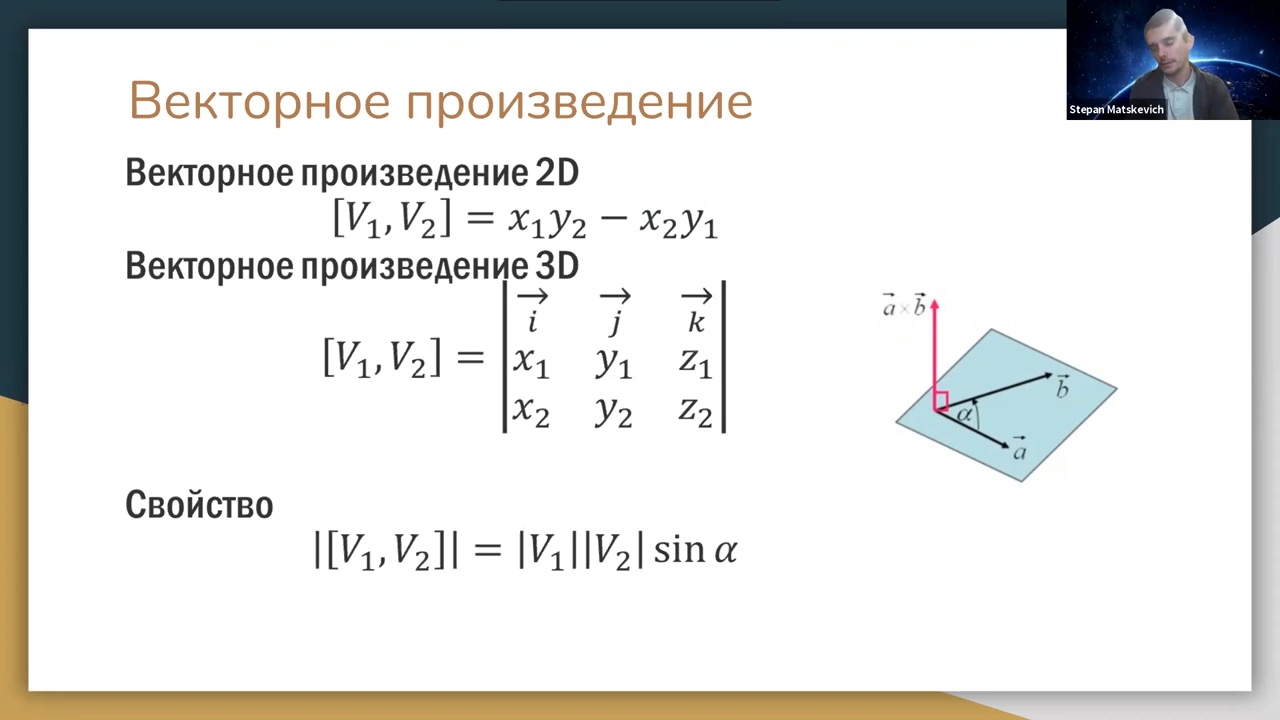 Векторное произведение
Stepan Matskevich
Векторное произведение 2D
[V₁, V₂] = x₁y₂ − x₂y₁
Векторное произведение 3D
[V₁, V₂] = | i⃗ j⃗ k⃗ |
| x₁ y₁ z₁ |
| x₂ y₂ z₂ |
a⃗ × b⃗
b⃗
α
a⃗
Свойство
|[V₁, V₂]| = |V₁||V₂| sin α